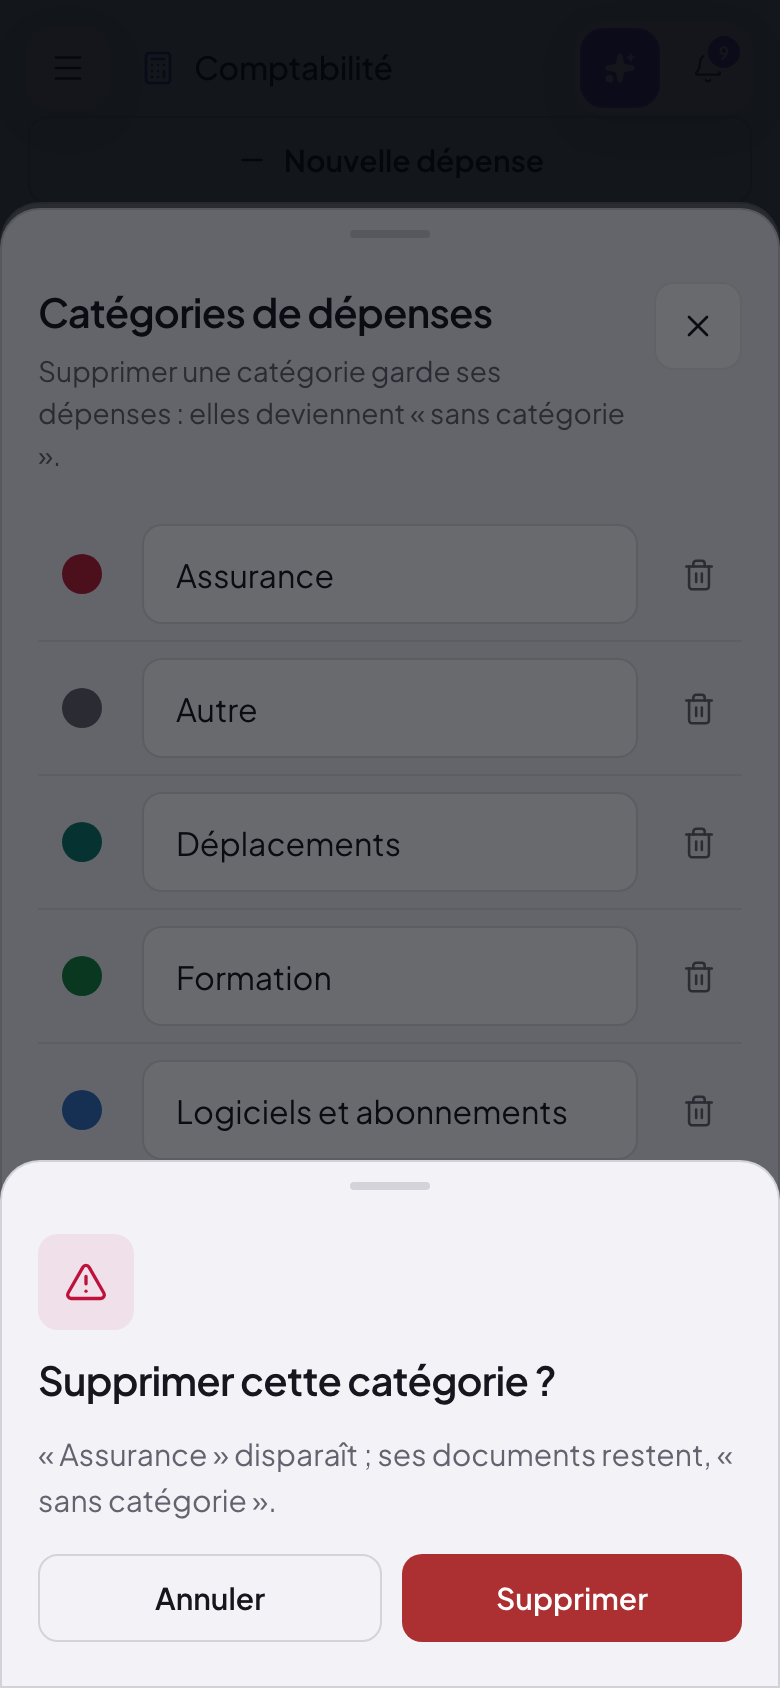 Comptabilité
9
— Nouvelle dépense
Catégories de dépenses
Supprimer une catégorie garde ses
dépenses : elles deviennent « sans catégorie
».
Assurance
Autre
Déplacements
Formation
Logiciels et abonnements
Supprimer cette catégorie ?
« Assurance » disparaît ; ses documents restent, «
sans catégorie ».
Annuler
Supprimer